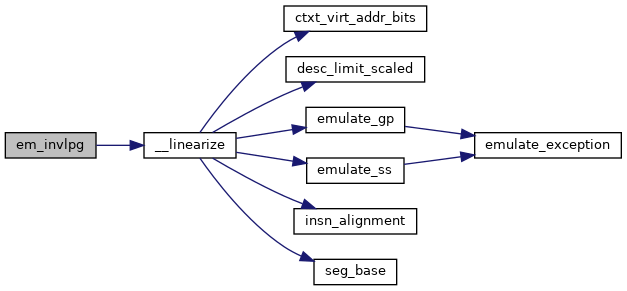 ctxt_virt_addr_bits
desc_limit_scaled
emulate_gp
em_invlpg
__linearize
emulate_exception
emulate_ss
insn_alignment
seg_base